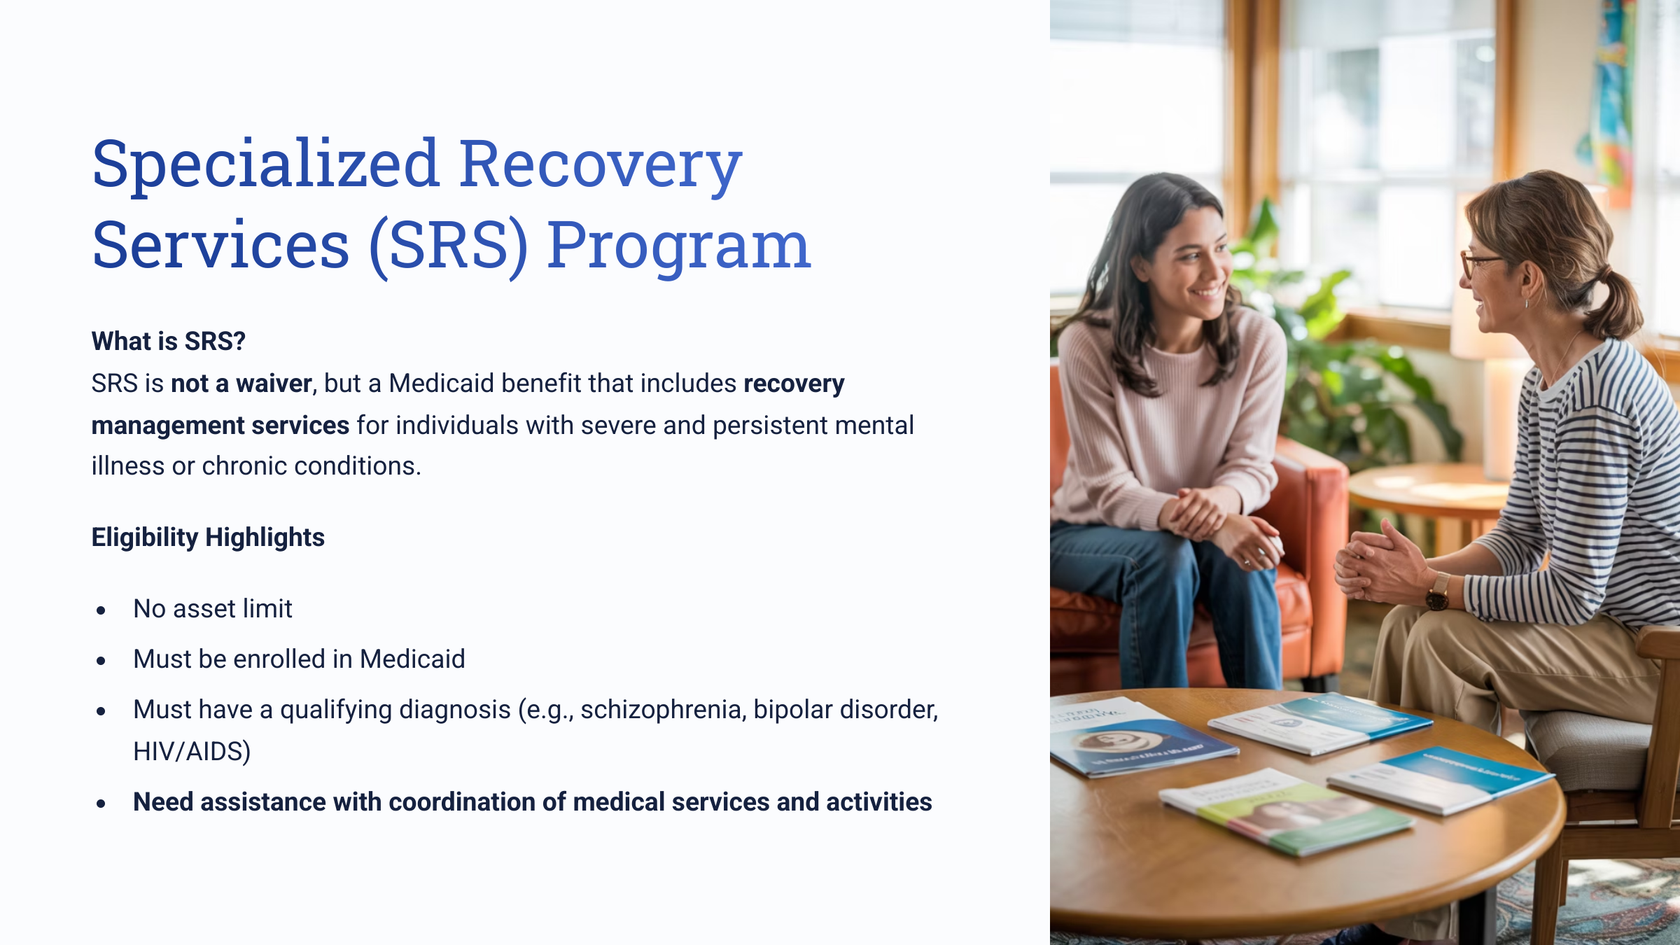 Specialized Recovery
Services (SRS) Program
What is SRS?
SRS is not a waiver, but a Medicaid benefit that includes recovery
management services for individuals with severe and persistent mental
illness or chronic conditions.
Eligibility Highlights
• No asset limit
• Must be enrolled in Medicaid
• Must have a qualifying diagnosis (e.g., schizophrenia, bipolar disorder,
HIV/AIDS)
• Need assistance with coordination of medical services and activities